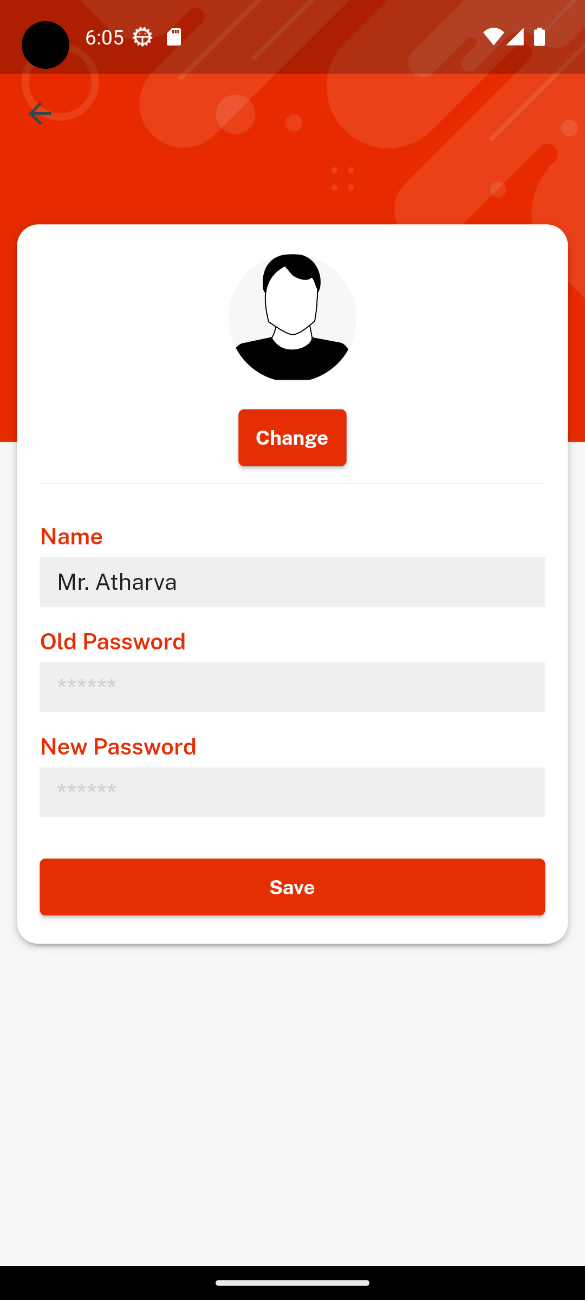 6:05
Change
Name
Mr. Atharva
Old Password
******
New Password
******
Save